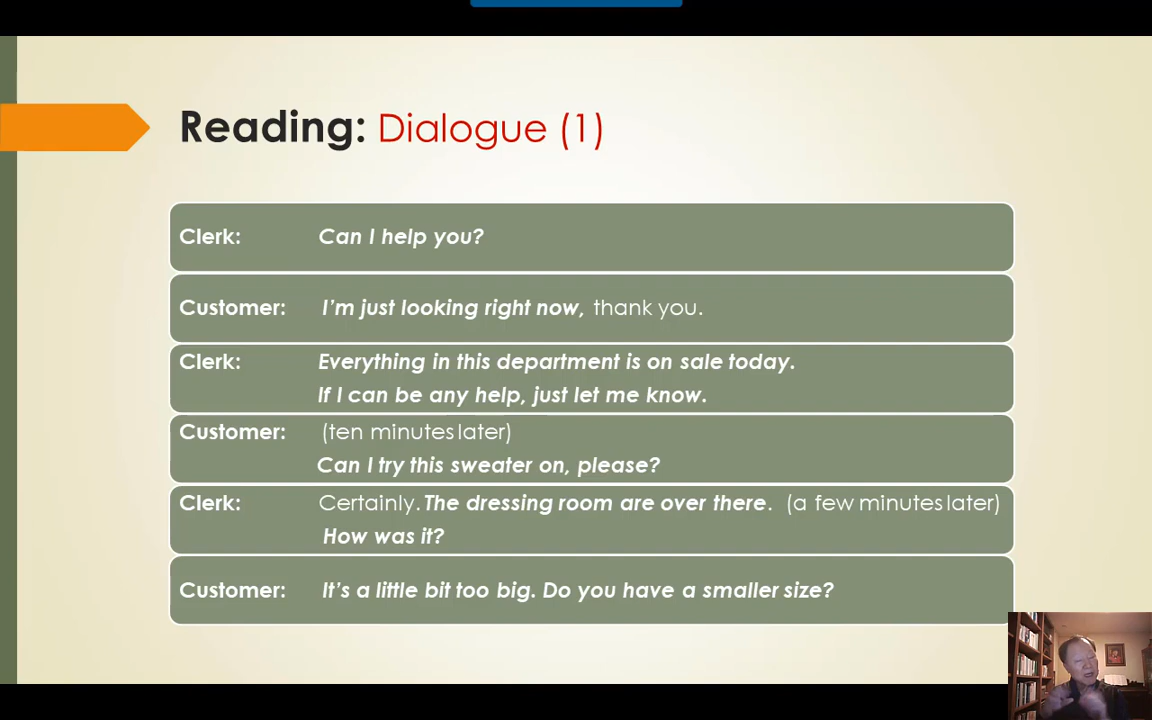 Reading: Dialogue (1)
Clerk: Can I help you?
Customer: I'm just looking right now, thank you.
Clerk: Everything in this department is on sale today.
If I can be any help, just let me know.
Customer: (ten minutes later)
Can I try this sweater on, please?
Clerk: Certainly. The dressing room are over there. (a few minutes later)
How was it?
Customer: It's a little bit too big. Do you have a smaller size?